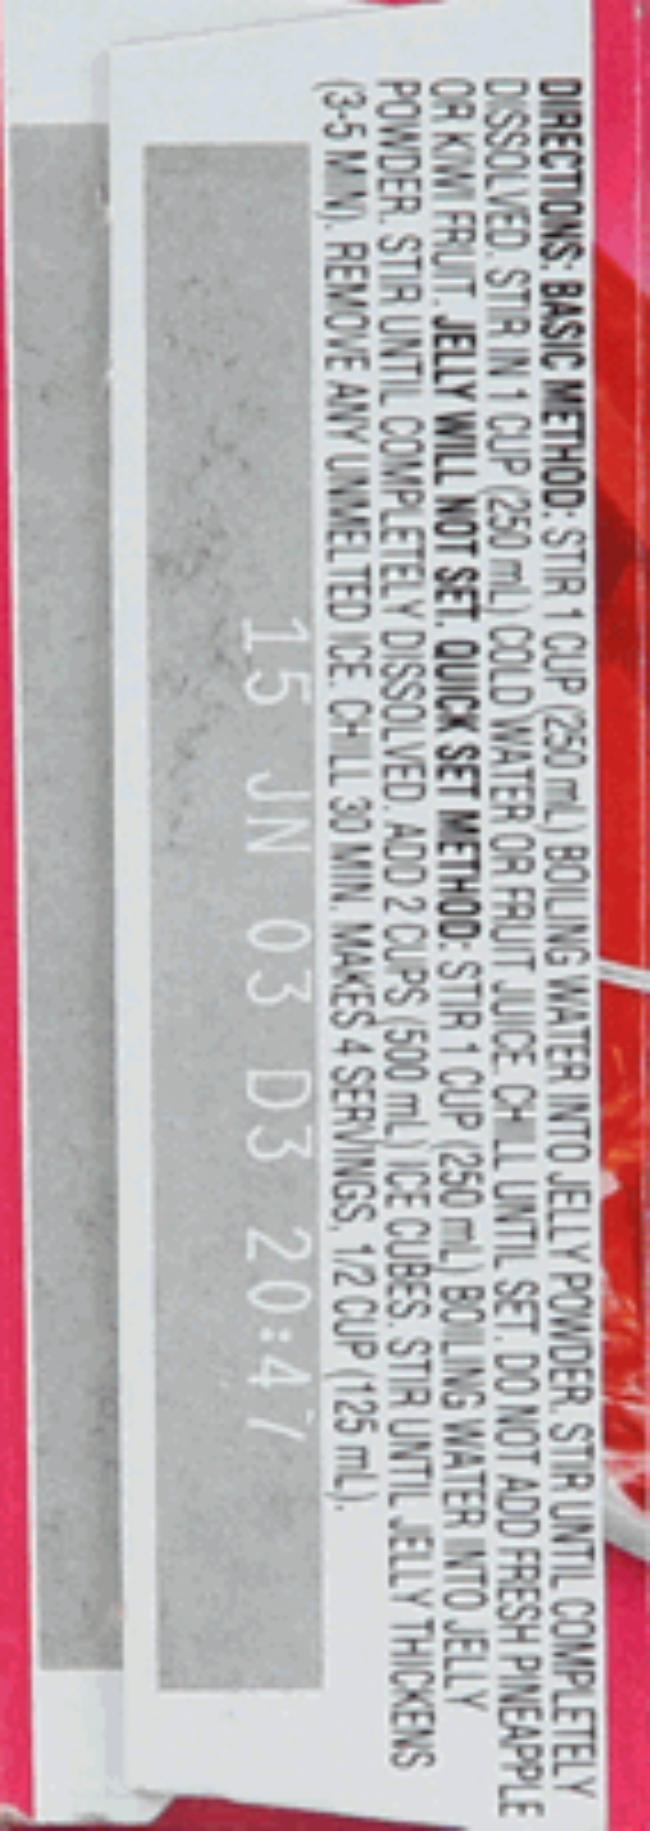 DIRECTIONS: BASIC METHOD: STIR 1 CUP (250 mL) BOILING WATER INTO JELLY POWDER. STIR UNTIL COMPLETELY
DISSOLVED. STIR IN 1 CUP (250 mL) COLD WATER OR FRUIT JUICE. CHILL UNTIL SET. DO NOT ADD FRESH PINEAPPLE
OR KIWI FRUIT. JELLY WILL NOT SET. QUICK SET METHOD: STIR 1 CUP (250 mL) BOILING WATER INTO JELLY
POWDER. STIR UNTIL COMPLETELY DISSOLVED. ADD 2 CUPS (500 mL) ICE CUBES. STIR UNTIL JELLY THICKENS
(3-5 MIN). REMOVE ANY UNMELTED ICE. CHILL 30 MIN. MAKES 4 SERVINGS, 1/2 CUP (125 mL).
15 JN 03 D3 20:47